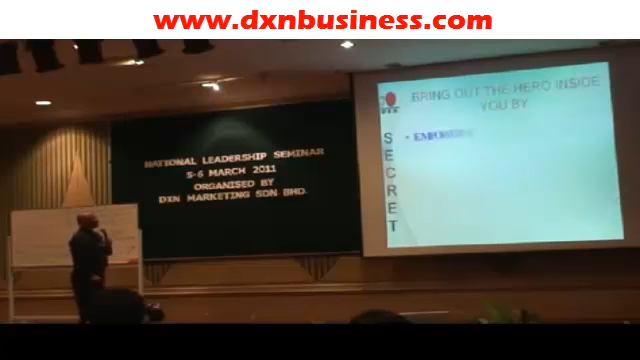 www.dxnbusiness.com
BRING OUT THE HERO INSIDE
YOU BY
NATIONAL LEADERSHIP SEMINAR
5-6 MARCH 2011
ORGANISED BY
DXN MARKETING SDN BHD.
S
E
C
R
E
T